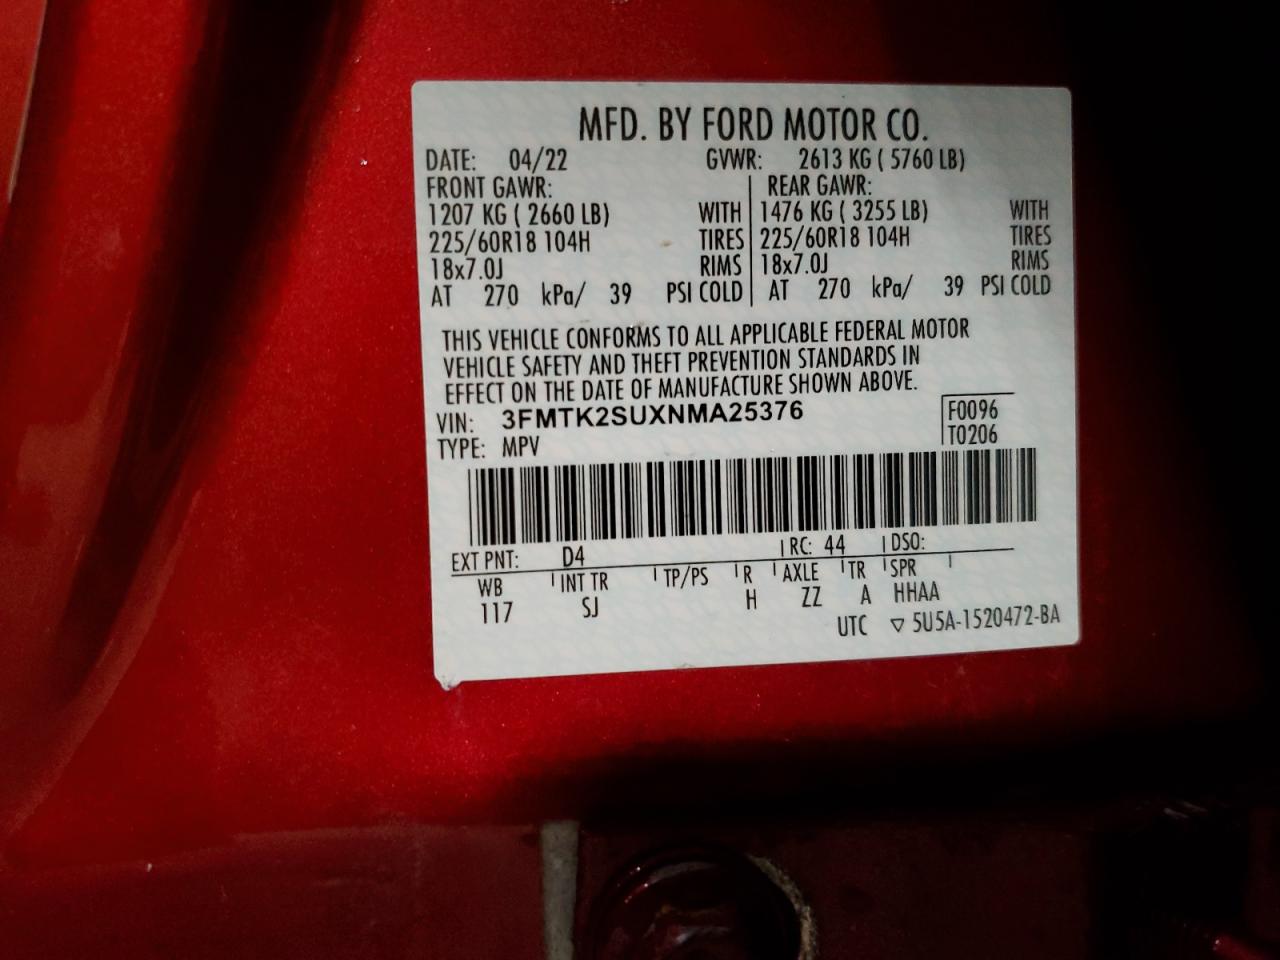 MFD. BY FORD MOTOR CO.
DATE: 04/22 GVWR: 2613 KG ( 5760 LB)
FRONT GAWR: REAR GAWR:
1207 KG ( 2660 LB) WITH 1476 KG ( 3255 LB) WITH
225/60R18 104H TIRES 225/60R18 104H TIRES
18x7.0J RIMS 18x7.0J RIMS
AT 270 kPa/ 39 PSI COLD AT 270 kPa/ 39 PSI COLD
THIS VEHICLE CONFORMS TO ALL APPLICABLE FEDERAL MOTOR
VEHICLE SAFETY AND THEFT PREVENTION STANDARDS IN
EFFECT ON THE DATE OF MANUFACTURE SHOWN ABOVE.
VIN: 3FMTK2SUXNMA25376 F0096
TYPE: MPV T0206
EXT PNT: D4 RC: 44 DSO:
WB INT TR TP/PS R AXLE TR SPR
117 SJ H ZZ A HHAA
UTC ▽ 5U5A-1520472-BA